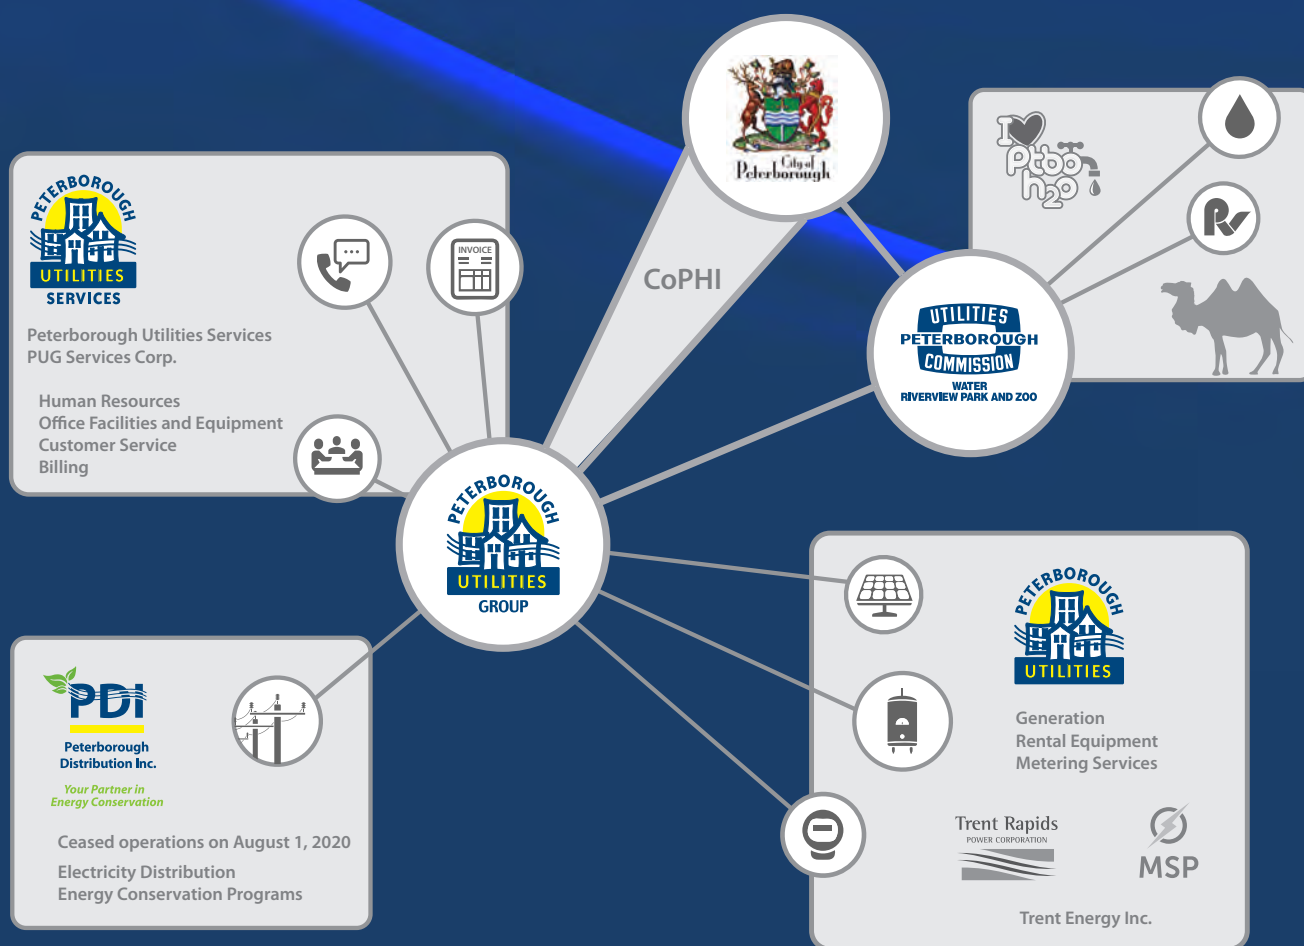 City of
Peterborough
I
Ptbo
h2o
PETERBOROUGH
UTILITIES
SERVICES
INVOICE
CoPHI
Peterborough Utilities Services
PUG Services Corp.
Human Resources
Office Facilities and Equipment
Customer Service
Billing
UTILITIES
PETERBOROUGH
COMMISSION
WATER
RIVERVIEW PARK AND ZOO
PETERBOROUGH
UTILITIES
GROUP
PDI
Peterborough
Distribution Inc.
Your Partner in
Energy Conservation
Ceased operations on August 1, 2020
Electricity Distribution
Energy Conservation Programs
PETERBOROUGH
UTILITIES
Generation
Rental Equipment
Metering Services
Trent Rapids
POWER CORPORATION
MSP
Trent Energy Inc.